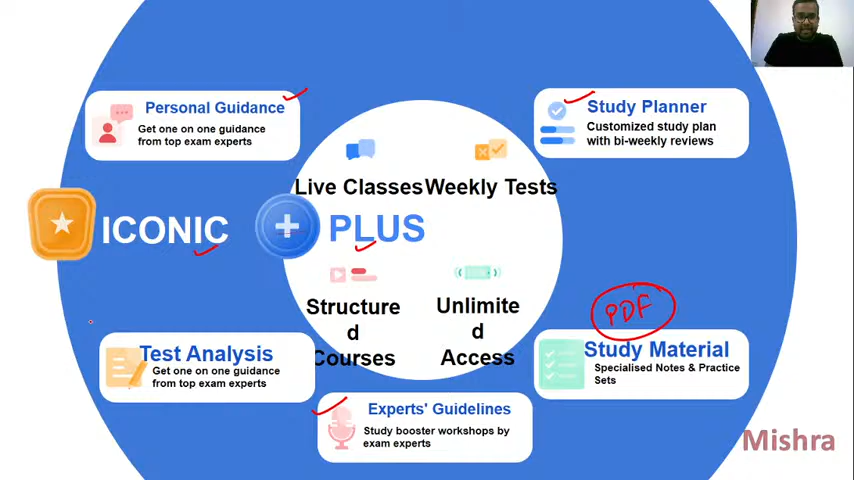 Personal Guidance
Get one on one guidance
from top exam experts
Study Planner
Customized study plan
with bi-weekly reviews
Live Classes
Weekly Tests
ICONIC
PLUS
Structure
d
Courses
Unlimite
d
Access
PDF
Test Analysis
Get one on one guidance
from top exam experts
Study Material
Specialised Notes & Practice
Sets
Experts' Guidelines
Study booster workshops by
exam experts
Mishra